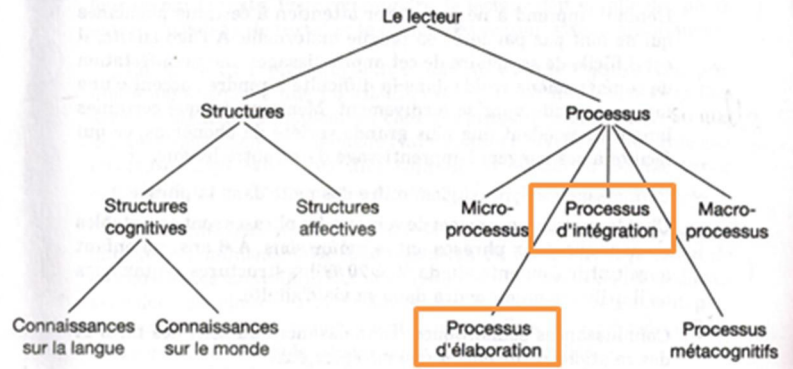 Le lecteur
Structures
Processus
Structures
cognitives
Structures
affectives
Micro-
processus
Processus
d'intégration
Macro-
processus
Connaissances
sur la langue
Connaissances
sur le monde
Processus
d'élaboration
Processus
métacognitifs